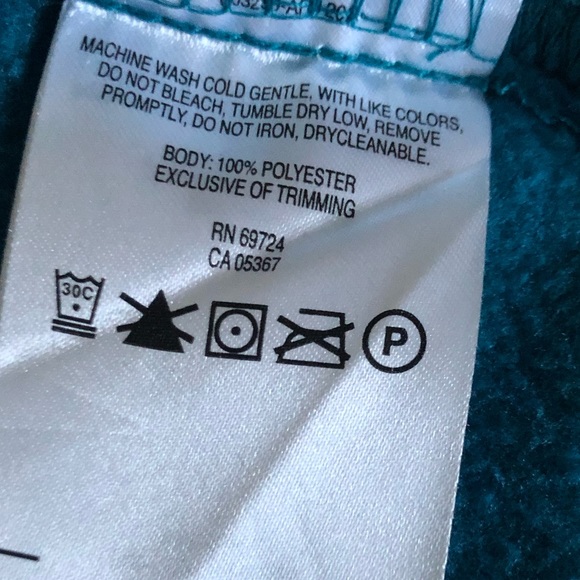 MACHINE WASH COLD GENTLE, WITH LIKE COLORS,
DO NOT BLEACH, TUMBLE DRY LOW, REMOVE
PROMPTLY, DO NOT IRON, DRYCLEANABLE.
BODY: 100% POLYESTER
EXCLUSIVE OF TRIMMING
RN 69724
CA 05367
30C
P